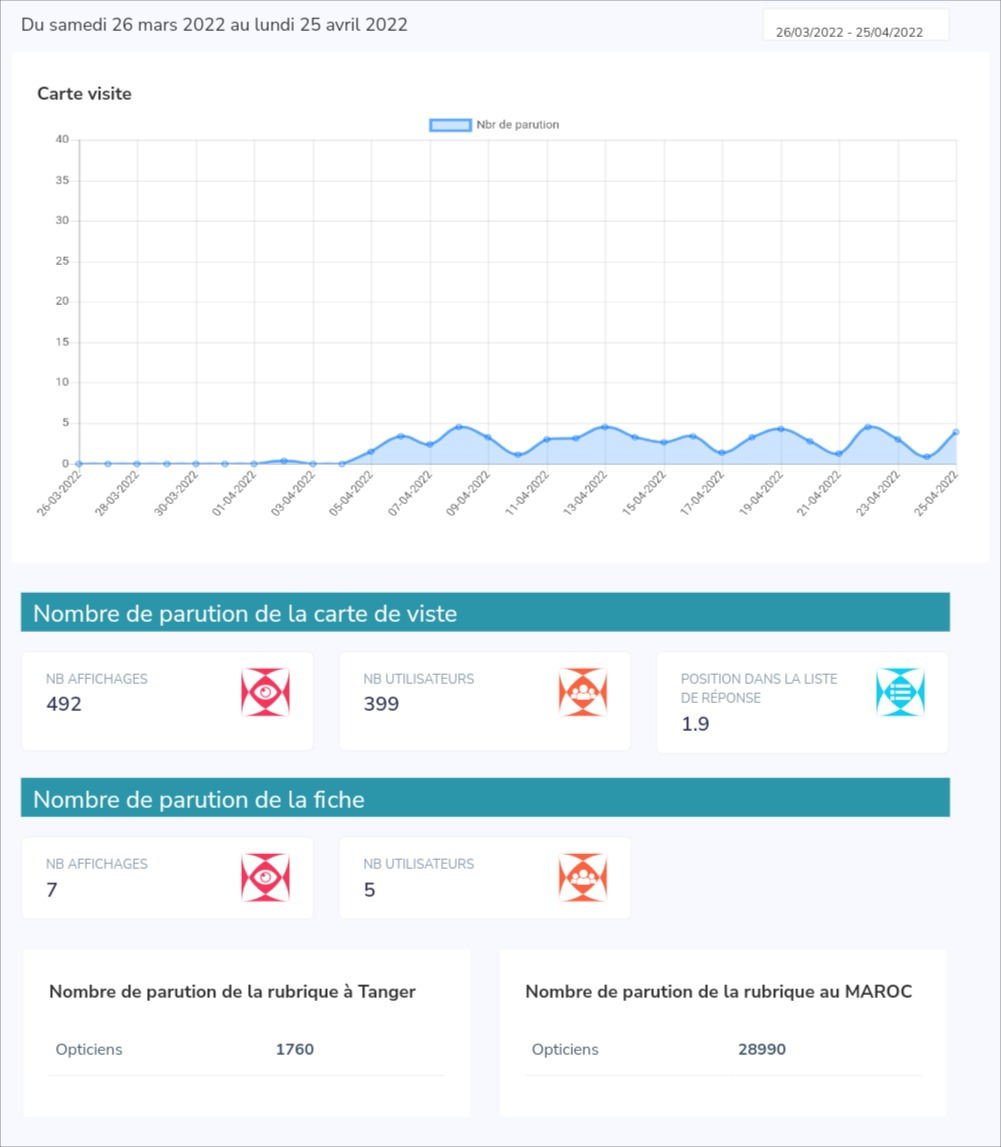 Du samedi 26 mars 2022 au lundi 25 avril 2022
26/03/2022 - 25/04/2022
Carte visite
Nbr de parution
40
35
30
25
20
15
10
5
0
26-03-2022
28-03-2022
30-03-2022
01-04-2022
03-04-2022
05-04-2022
07-04-2022
09-04-2022
11-04-2022
13-04-2022
15-04-2022
17-04-2022
19-04-2022
21-04-2022
23-04-2022
25-04-2022
Nombre de parution de la carte de viste
NB AFFICHAGES
492
NB UTILISATEURS
399
POSITION DANS LA LISTE
DE RÉPONSE
1.9
Nombre de parution de la fiche
NB AFFICHAGES
7
NB UTILISATEURS
5
Nombre de parution de la rubrique à Tanger
Opticiens 1760
Nombre de parution de la rubrique au MAROC
Opticiens 28990